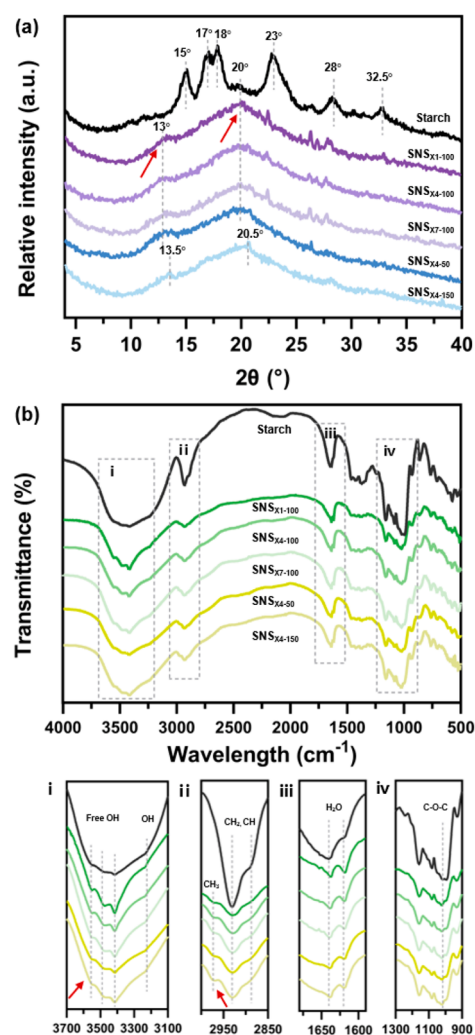 (a)
17°
18°
15°
23°
20°
28°
32.5°
13°
Starch
SNSX1-100
SNSX4-100
SNSX7-100
SNSX4-50
SNSX4-150
13.5°
20.5°
Relative intensity (a.u.)
5 10 15 20 25 30 35 40
2θ (°)
(b)
Starch
i
ii
iii
iv
SNSX1-100
SNSX4-100
SNSX7-100
SNSX4-50
SNSX4-150
Transmittance (%)
4000 3500 3000 2500 2000 1500 1000 500
Wavelength (cm-1)
i ii iii iv
Free OH
OH
CH2, CH
CH2
H2O
C-O-C
3700 3500 3300 3100
2950 2850
1650 1600
1300 1100 900